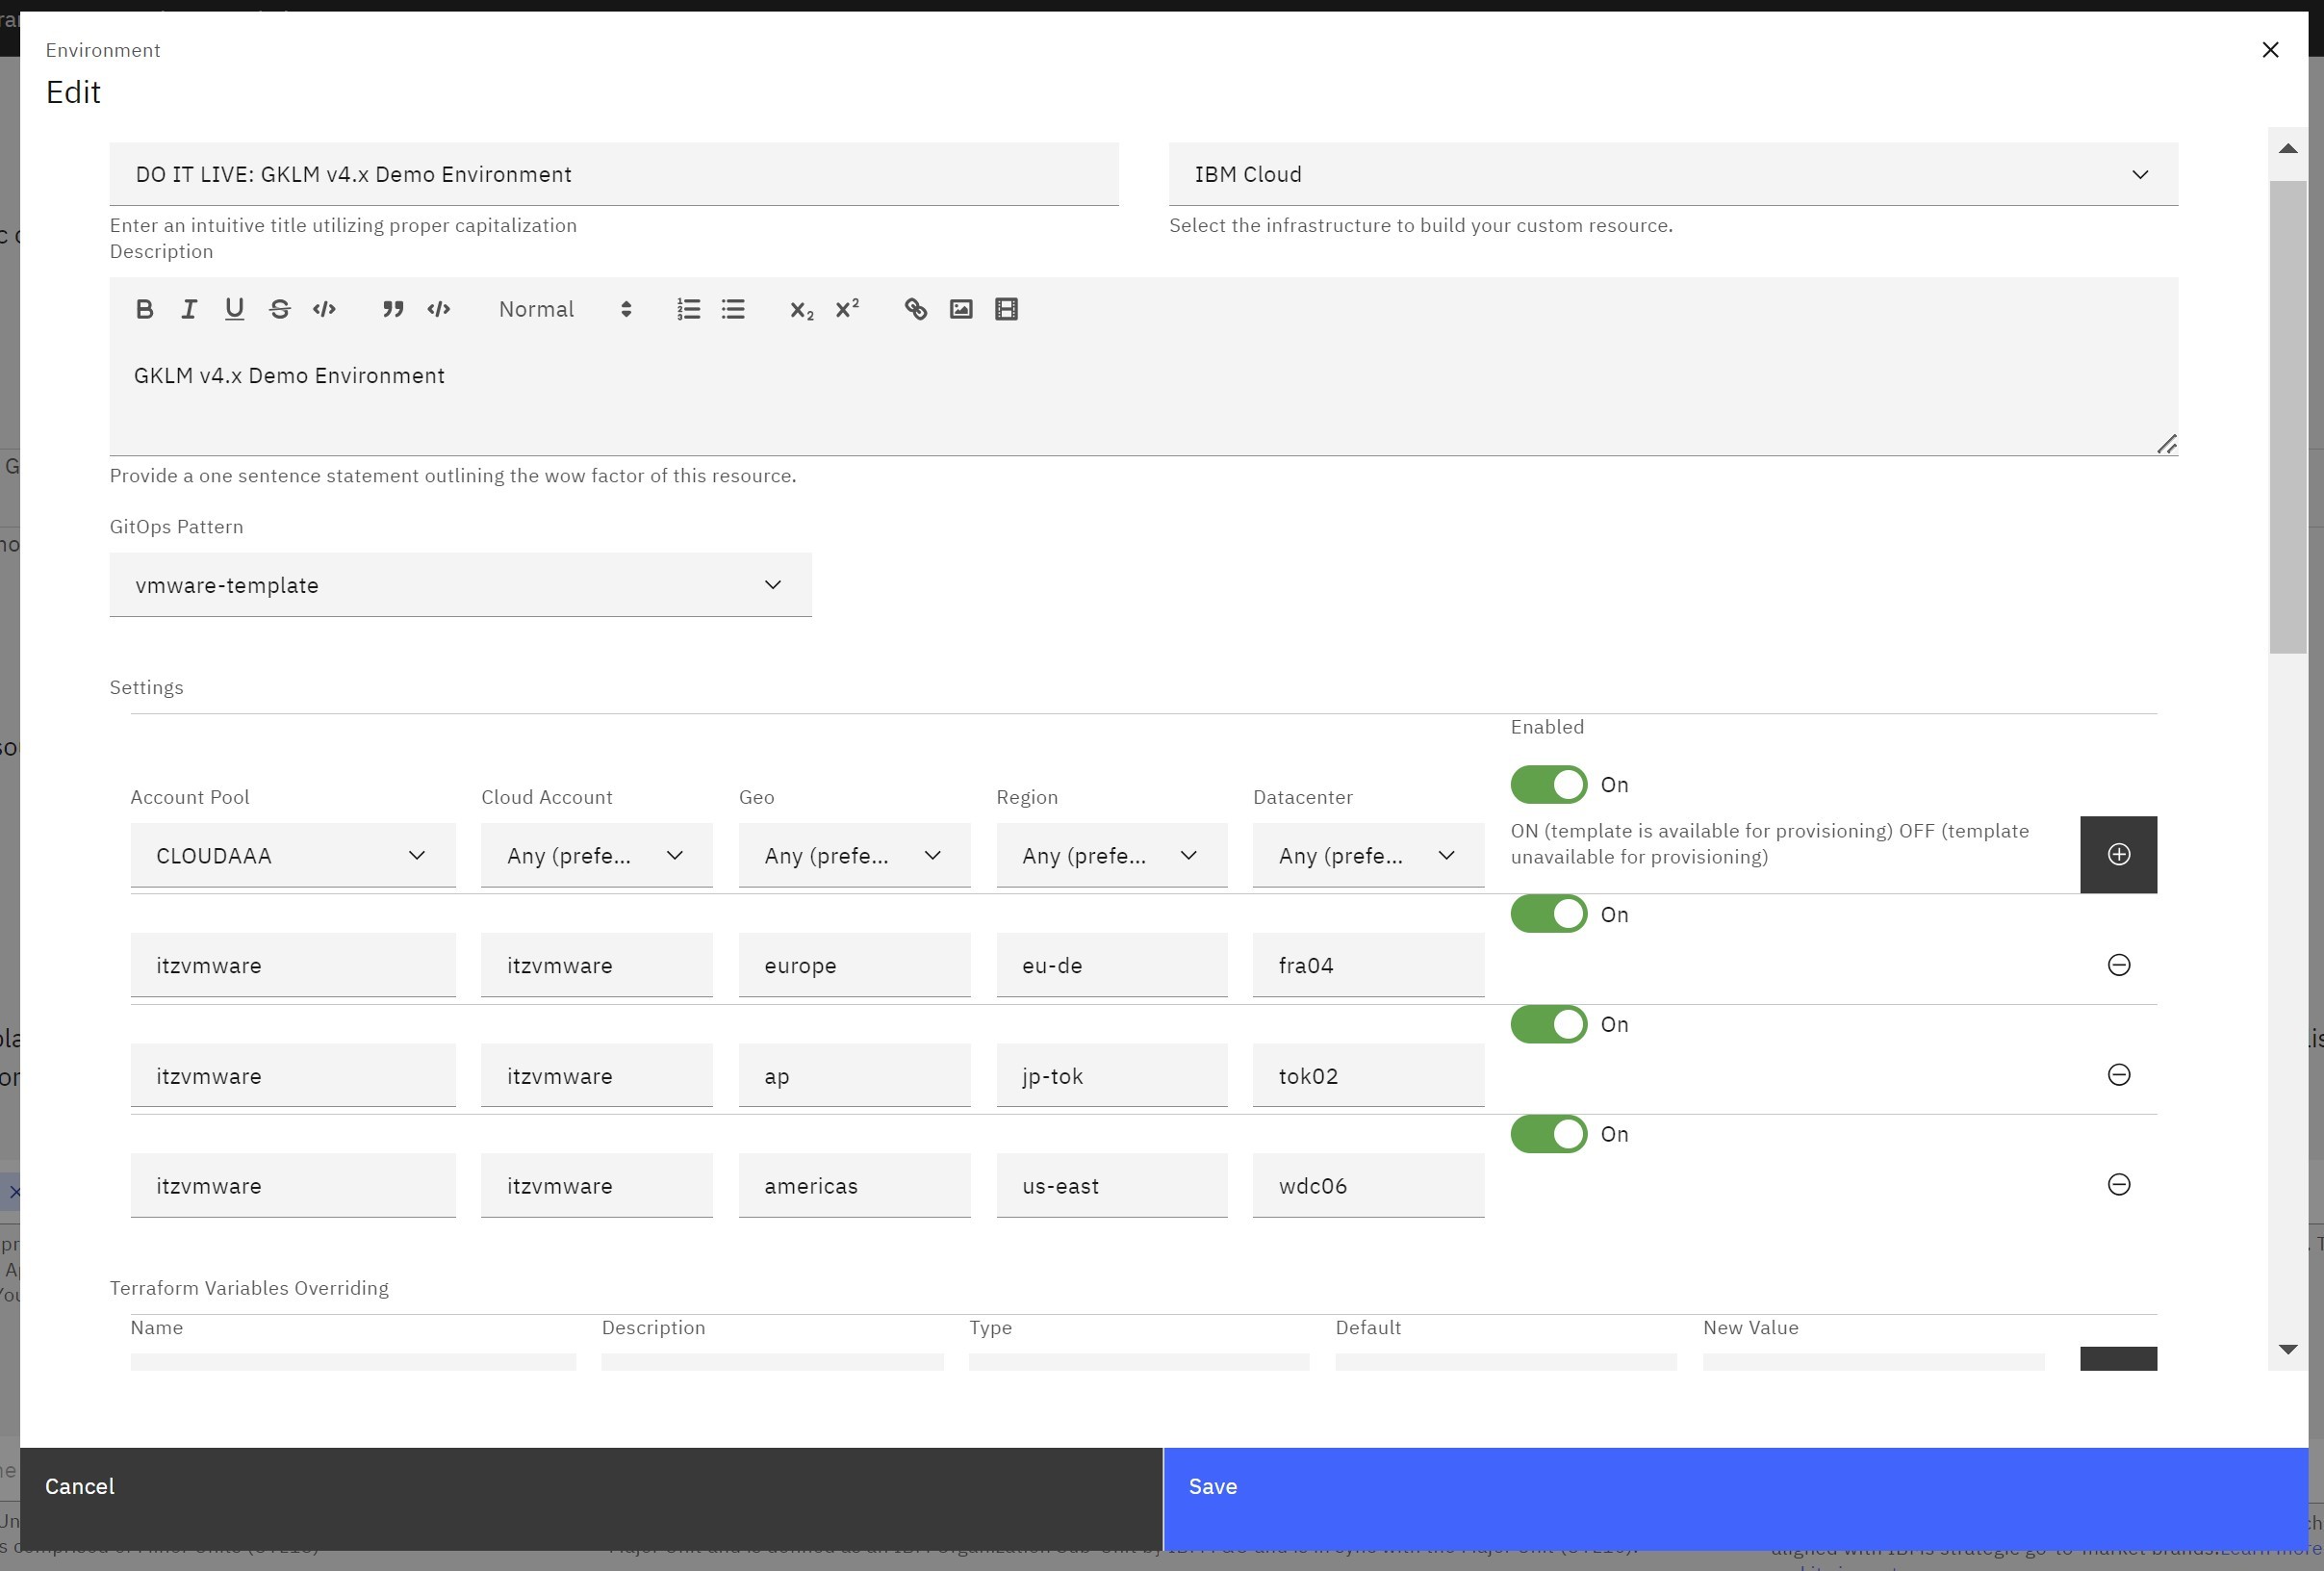 Environment
Edit
DO IT LIVE: GKLM v4.x Demo Environment
IBM Cloud
Enter an intuitive title utilizing proper capitalization
Select the infrastructure to build your custom resource.
Description
Normal
GKLM v4.x Demo Environment
Provide a one sentence statement outlining the wow factor of this resource.
GitOps Pattern
vmware-template
Settings
Enabled
On
Account Pool Cloud Account Geo Region Datacenter
CLOUDAAA Any (prefe... Any (prefe... Any (prefe... Any (prefe...
ON (template is available for provisioning) OFF (template
unavailable for provisioning)
On
itzvmware itzvmware europe eu-de fra04
On
itzvmware itzvmware ap jp-tok tok02
On
itzvmware itzvmware americas us-east wdc06
Terraform Variables Overriding
Name Description Type Default New Value
Cancel
Save